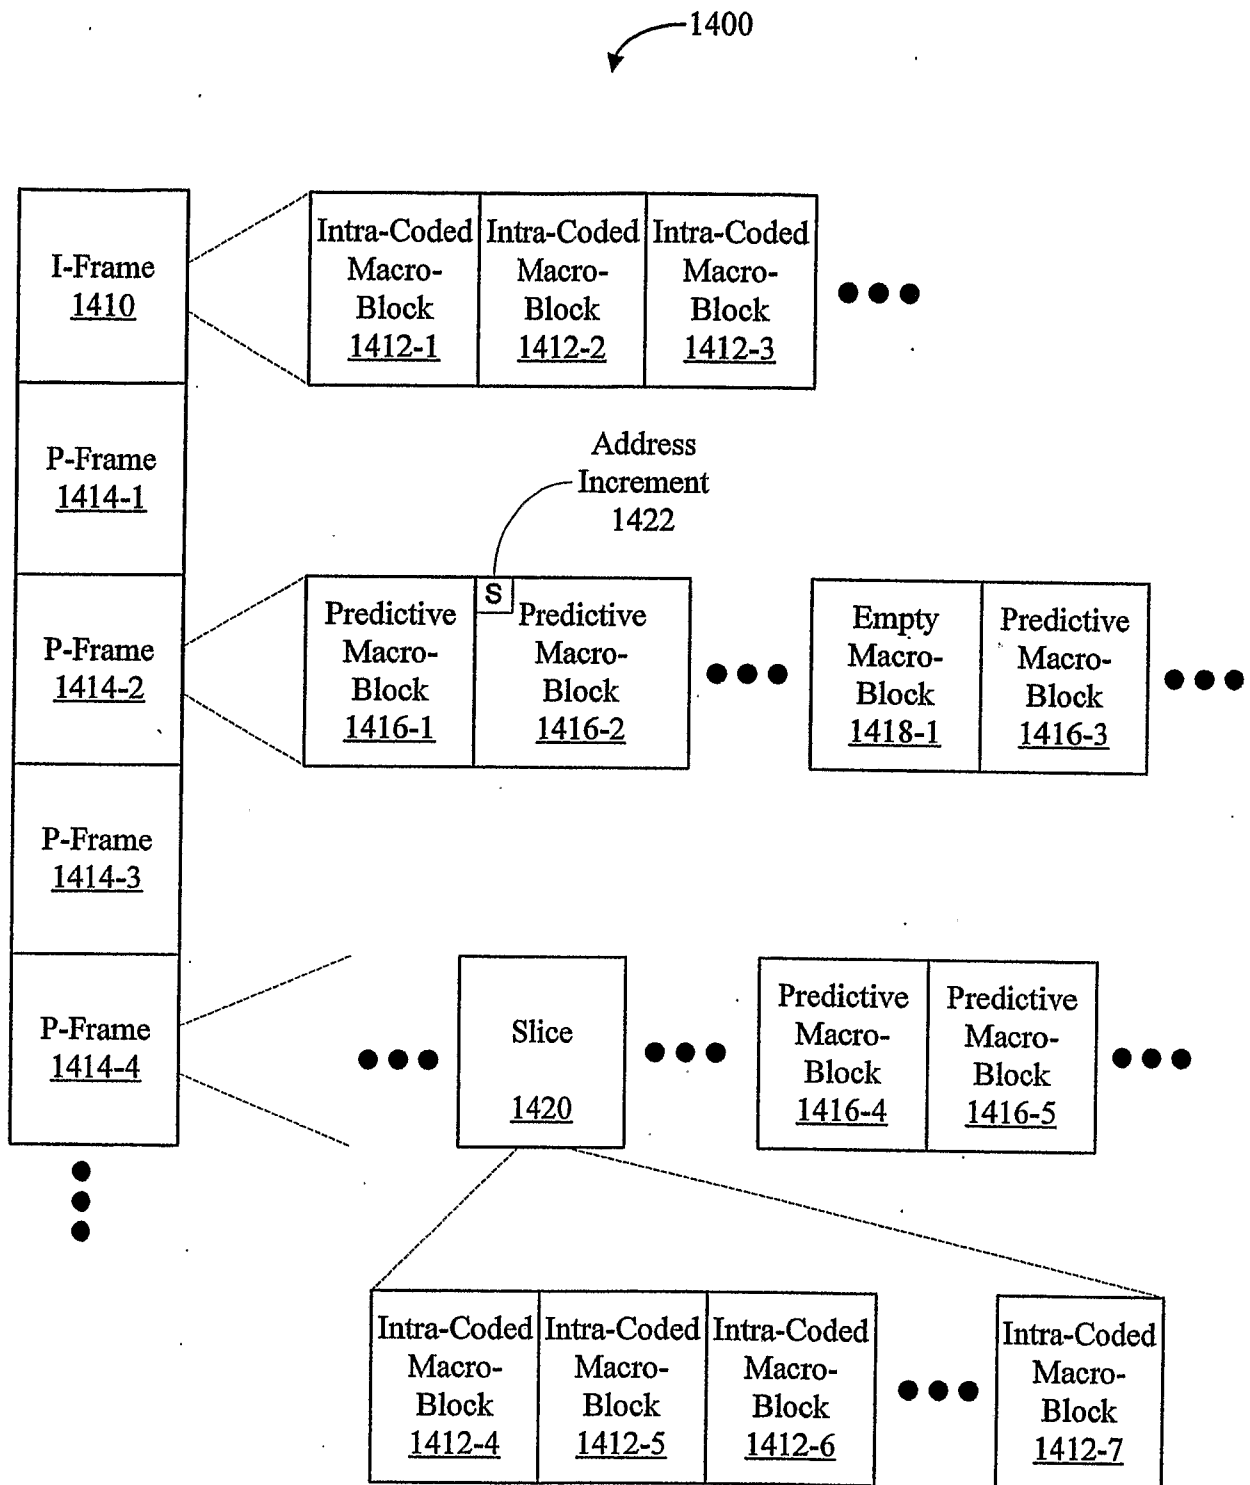 1400
I-Frame
1410
Intra-Coded
Macro-
Block
1412-1
Intra-Coded
Macro-
Block
1412-2
Intra-Coded
Macro-
Block
1412-3
P-Frame
1414-1
Address
Increment
1422
P-Frame
1414-2
Predictive
Macro-
Block
1416-1
S
Predictive
Macro-
Block
1416-2
Empty
Macro-
Block
1418-1
Predictive
Macro-
Block
1416-3
P-Frame
1414-3
P-Frame
1414-4
Slice
1420
Predictive
Macro-
Block
1416-4
Predictive
Macro-
Block
1416-5
Intra-Coded
Macro-
Block
1412-4
Intra-Coded
Macro-
Block
1412-5
Intra-Coded
Macro-
Block
1412-6
Intra-Coded
Macro-
Block
1412-7